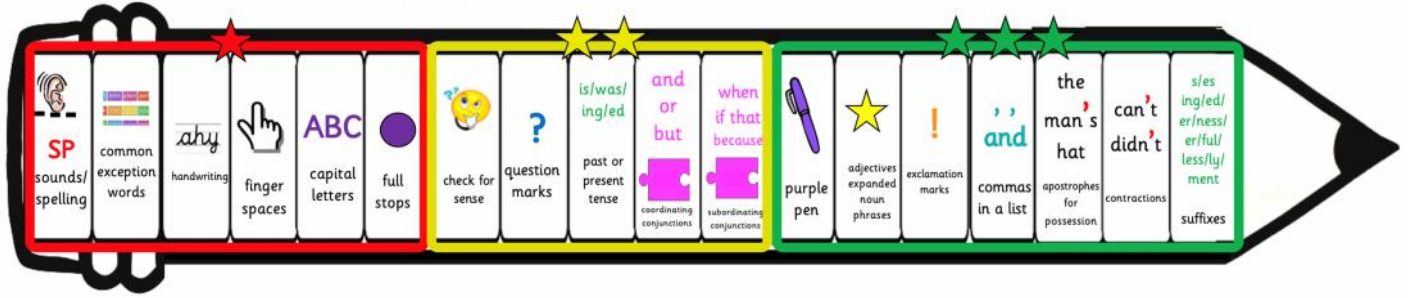 SP
sounds/
spelling
common
exception
words
ahy
handwriting
finger
spaces
ABC
capital
letters
full
stops
??
check for
sense
?
question
marks
is/was/
ing/ed
past or
present
tense
and
or
but
coordinating
conjunctions
when
if that
because
subordinating
conjunctions
purple
pen
adjectives
expanded
noun
phrases
!
exclamation
marks
, ,
and
commas
in a list
the
man's
hat
apostrophes
for
possession
can't
didn't
contractions
s/es
ing/ed/
er/ness/
er/ful/
less/ly/
ment
suffixes